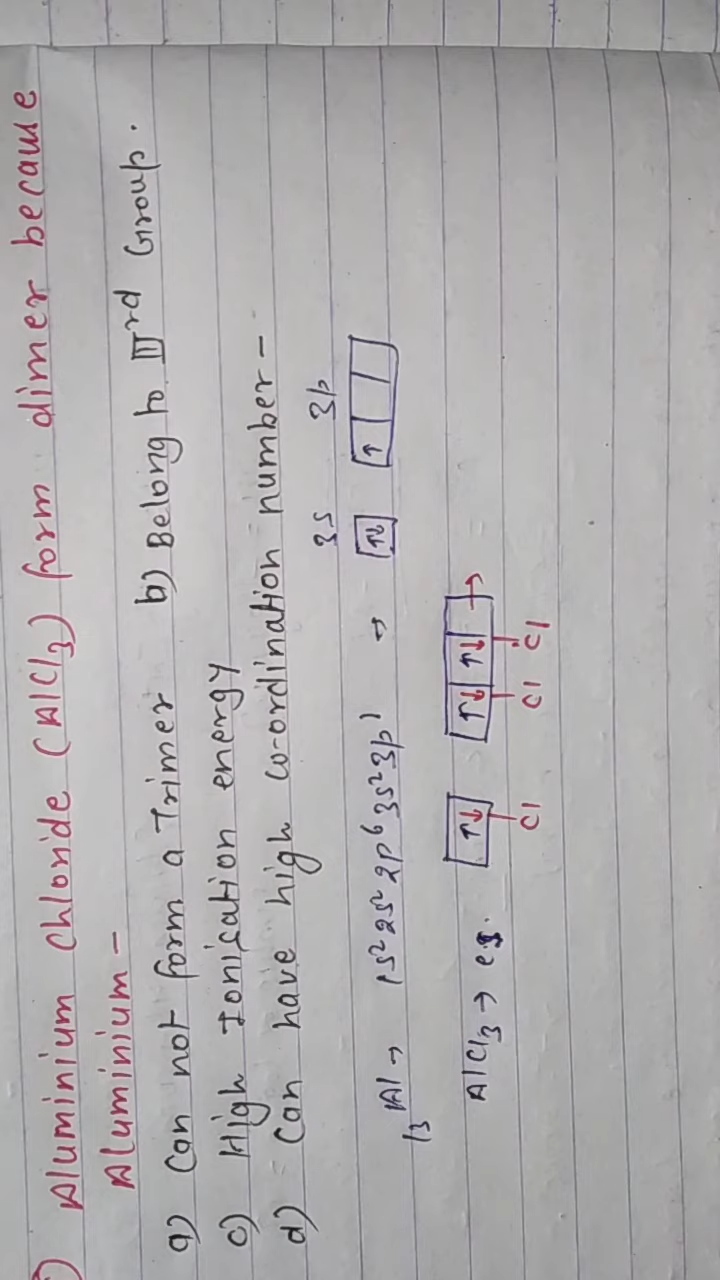 Aluminium chloride (AlCl₃) form dimer because
Aluminium -
a) Can not form a Trimer b) Belong to IIIrd Group.
c) High Ionisation energy
d) Can have high co-ordination number -
3s 3p
₁₃Al → 1s² 2s² 2p⁶ 3s² 3p¹ → ↑↓ ↑
AlCl₃ → e.g. ↑↓ ↑↓ ↑↓ →
Cl Cl Cl